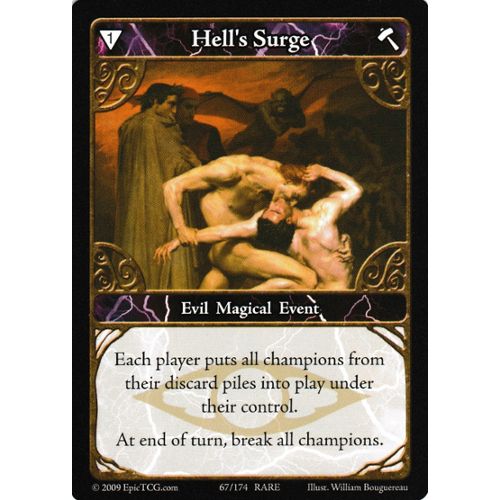 1
Hell's Surge
Evil Magical Event
Each player puts all champions from
their discard piles into play under
their control.
At end of turn, break all champions.
© 2009 EpicTCG.com 67/174 RARE Illust. William Bouguereau